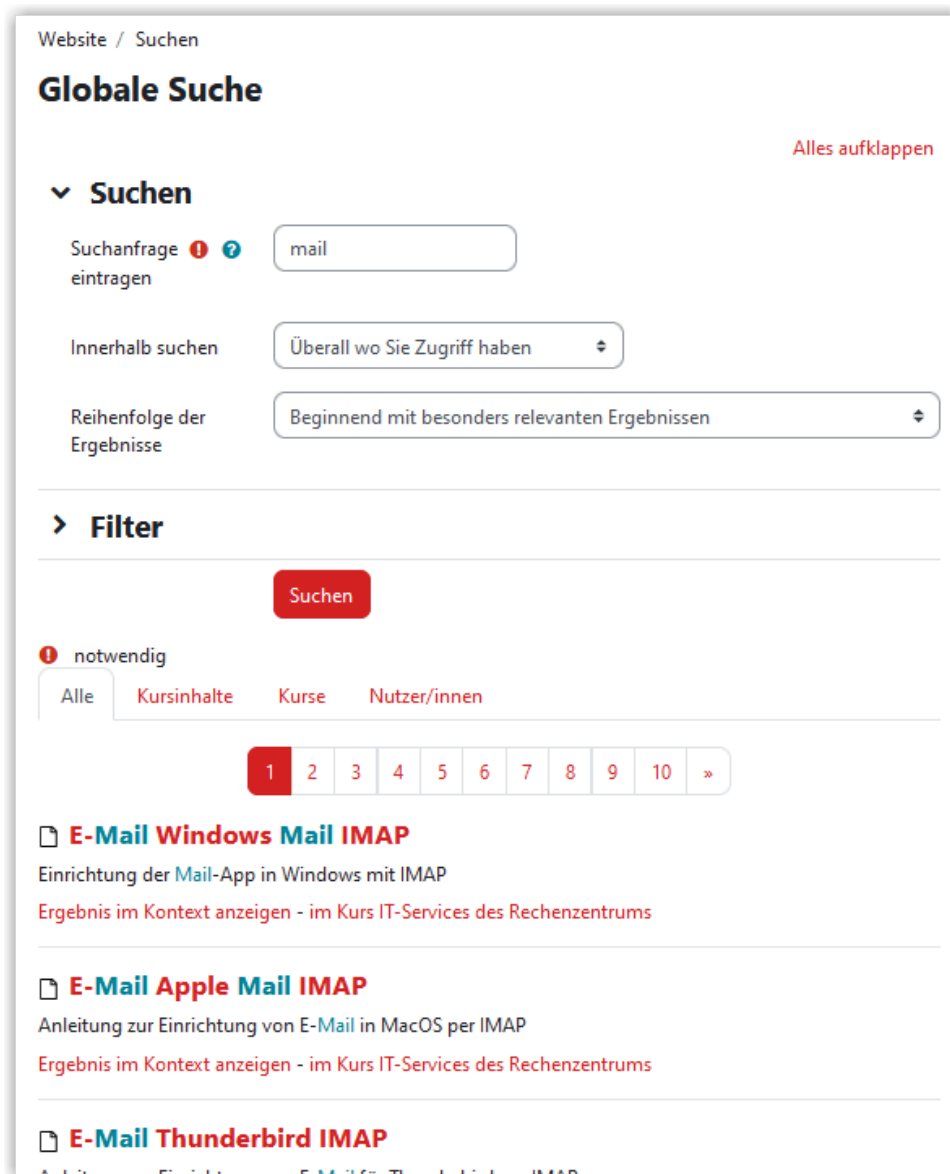 Website / Suchen
Globale Suche
Alles aufklappen
Suchen
Suchanfrage eintragen
mail
Innerhalb suchen
Überall wo Sie Zugriff haben
Reihenfolge der Ergebnisse
Beginnend mit besonders relevanten Ergebnissen
Filter
Suchen
notwendig
Alle Kursinhalte Kurse Nutzer/innen
1 2 3 4 5 6 7 8 9 10 »
E-Mail Windows Mail IMAP
Einrichtung der Mail-App in Windows mit IMAP
Ergebnis im Kontext anzeigen - im Kurs IT-Services des Rechenzentrums
E-Mail Apple Mail IMAP
Anleitung zur Einrichtung von E-Mail in MacOS per IMAP
Ergebnis im Kontext anzeigen - im Kurs IT-Services des Rechenzentrums
E-Mail Thunderbird IMAP